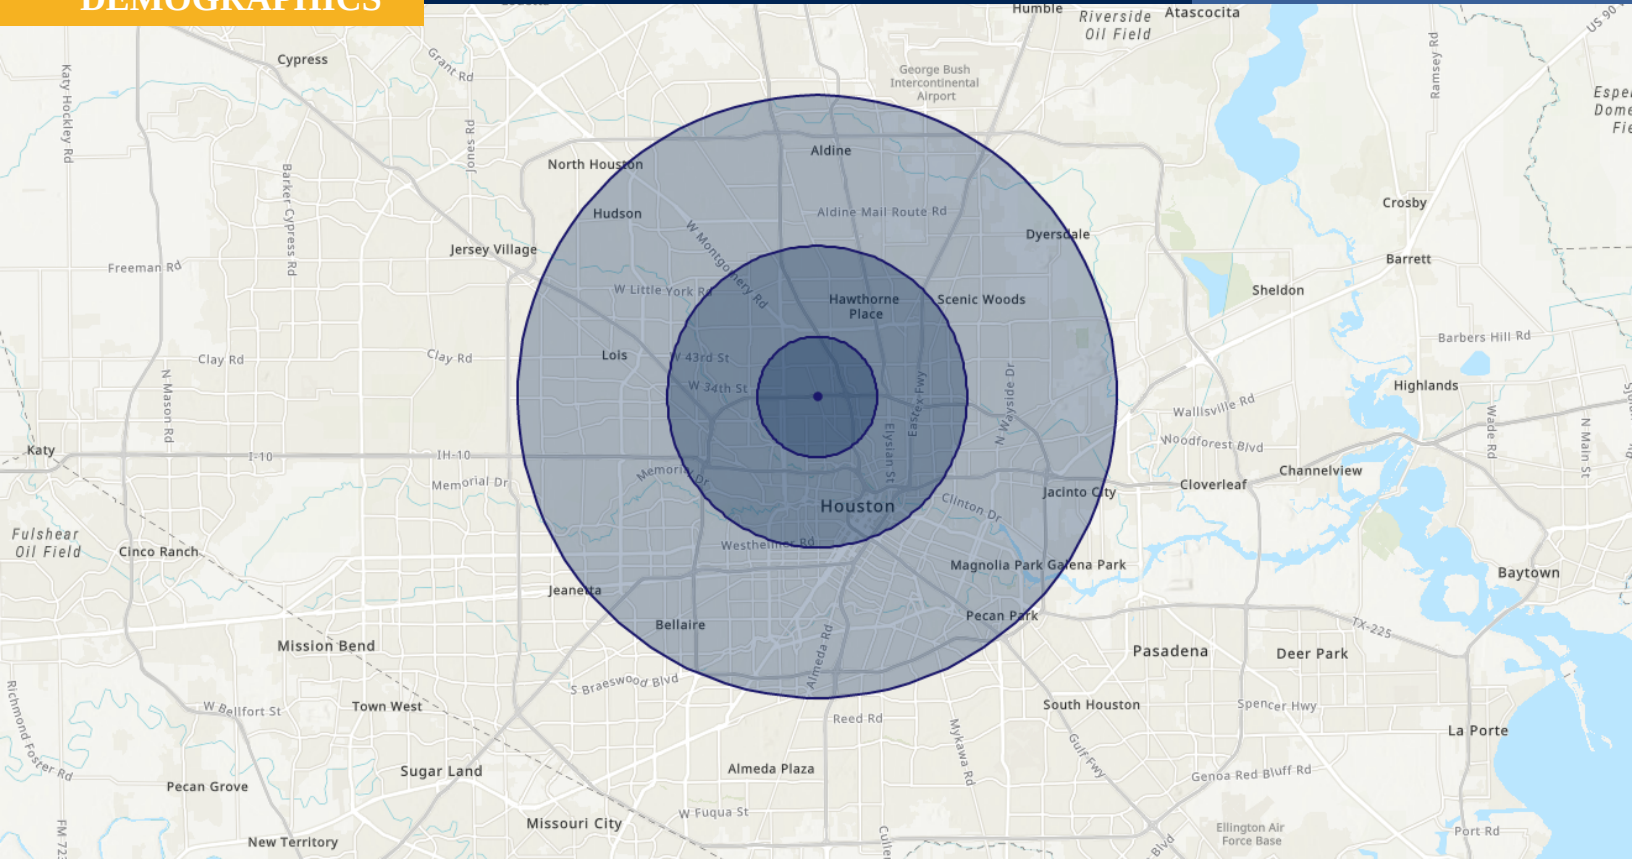 DEMOGRAPHICS
Humble
Riverside
Oil Field
Atascocita
US 90
Cypress
Grant Rd
Katy Hockley Rd
George Bush
Intercontinental
Airport
Ramsey Rd
Jones Rd
North Houston
Aldine
Barker Cypress Rd
Hudson
Aldine Mail Route Rd
Crosby
Jersey Village
W Montgomery Rd
Dyersdale
Freeman Rd
Barrett
W Little York Rd
Hawthorne
Place
Scenic Woods
Sheldon
Clay Rd
Clay Rd
Lois
W 43rd St
Barbers Hill Rd
W 34th St
N Mason Rd
Eastex Fwy
N Wayside Dr
Highlands
Wallisville Rd
Wade Rd
N Main St
Katy
I-10
IH-10
Elysian St
Woodforest Blvd
Memorial Dr
Memorial Dr
Channelview
Cloverleaf
Jacinto City
Houston
Clinton Dr
Fulshear
Oil Field
Cinco Ranch
Westheimer Rd
Magnolia Park
Galena Park
Baytown
Jeanetta
Bellaire
Pecan Park
TX-225
Mission Bend
Almeda Rd
Pasadena
Deer Park
S Braeswood Blvd
Richmond Foster Rd
W Bellfort St
Town West
Reed Rd
South Houston
Spencer Hwy
La Porte
Mykawa Rd
Gulf Fwy
Sugar Land
Almeda Plaza
Genoa Red Bluff Rd
Pecan Grove
W Fuqua St
Missouri City
New Territory
FM 723
Ellington Air
Force Base
Port Rd
Blvd